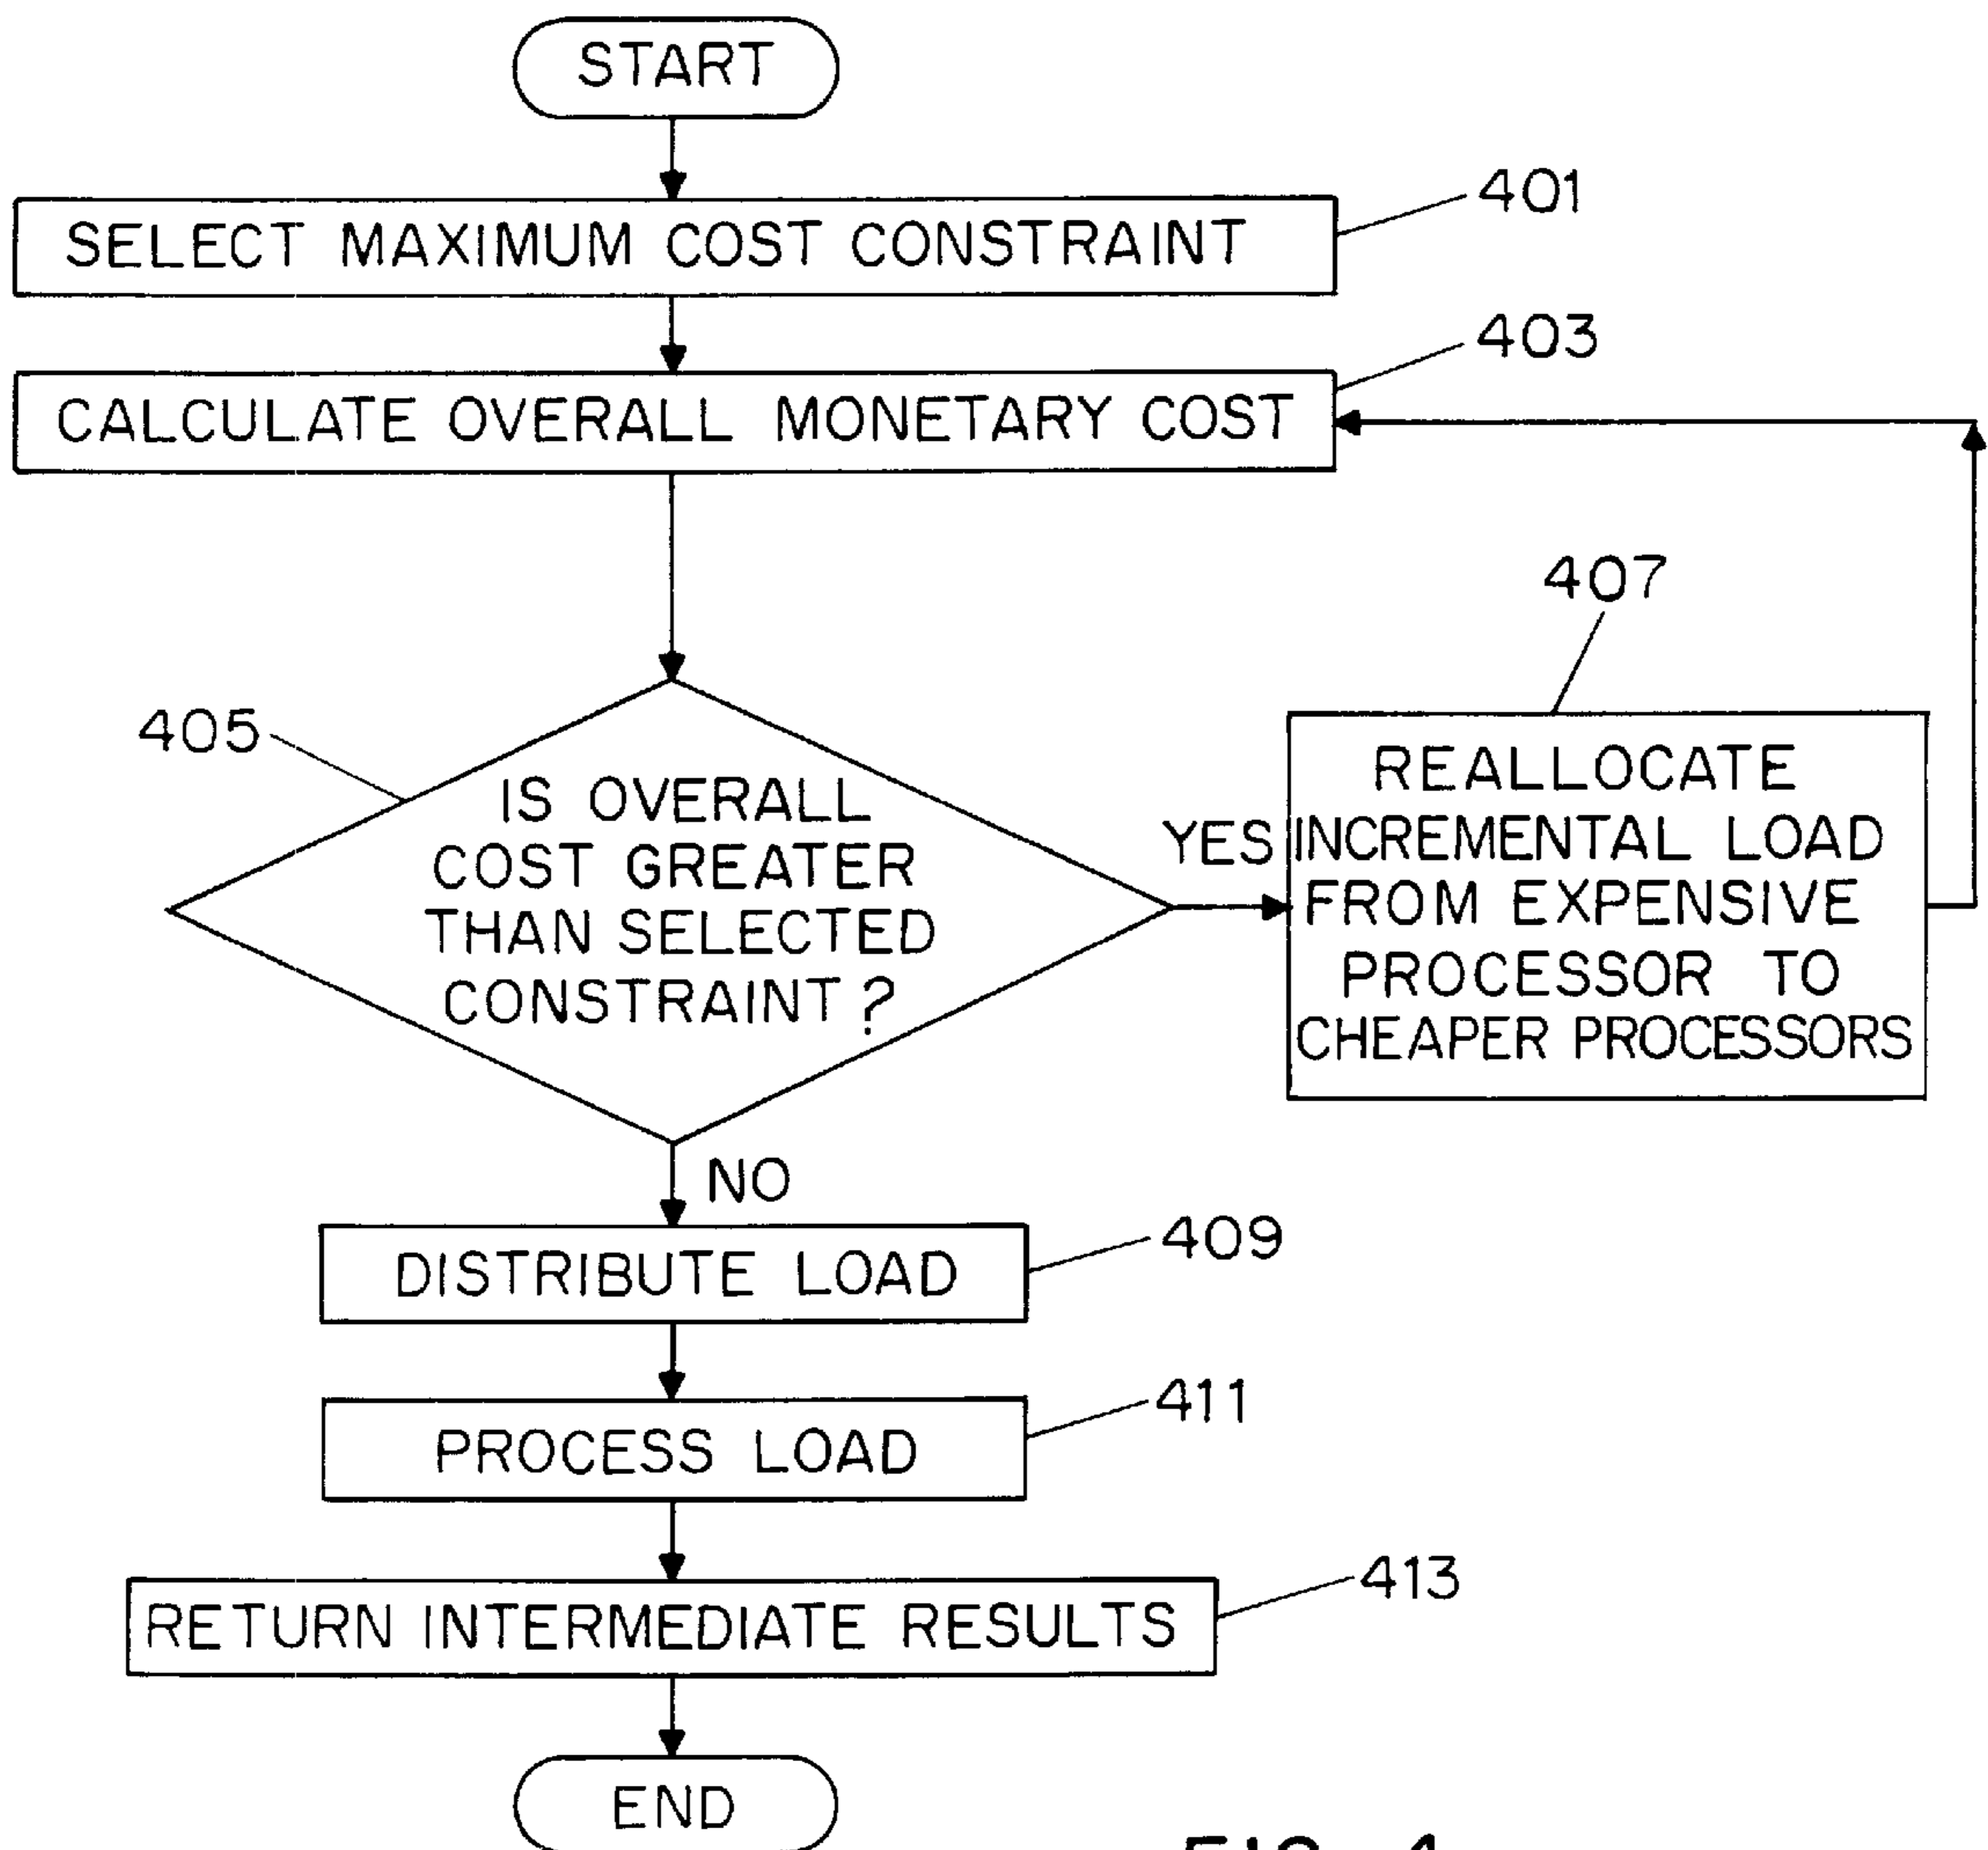 START
401
SELECT MAXIMUM COST CONSTRAINT
403
CALCULATE OVERALL MONETARY COST
407
405
IS OVERALL
COST GREATER
THAN SELECTED
CONSTRAINT?
YES
REALLOCATE
INCREMENTAL LOAD
FROM EXPENSIVE
PROCESSOR TO
CHEAPER PROCESSORS
NO
409
DISTRIBUTE LOAD
411
PROCESS LOAD
413
RETURN INTERMEDIATE RESULTS
END